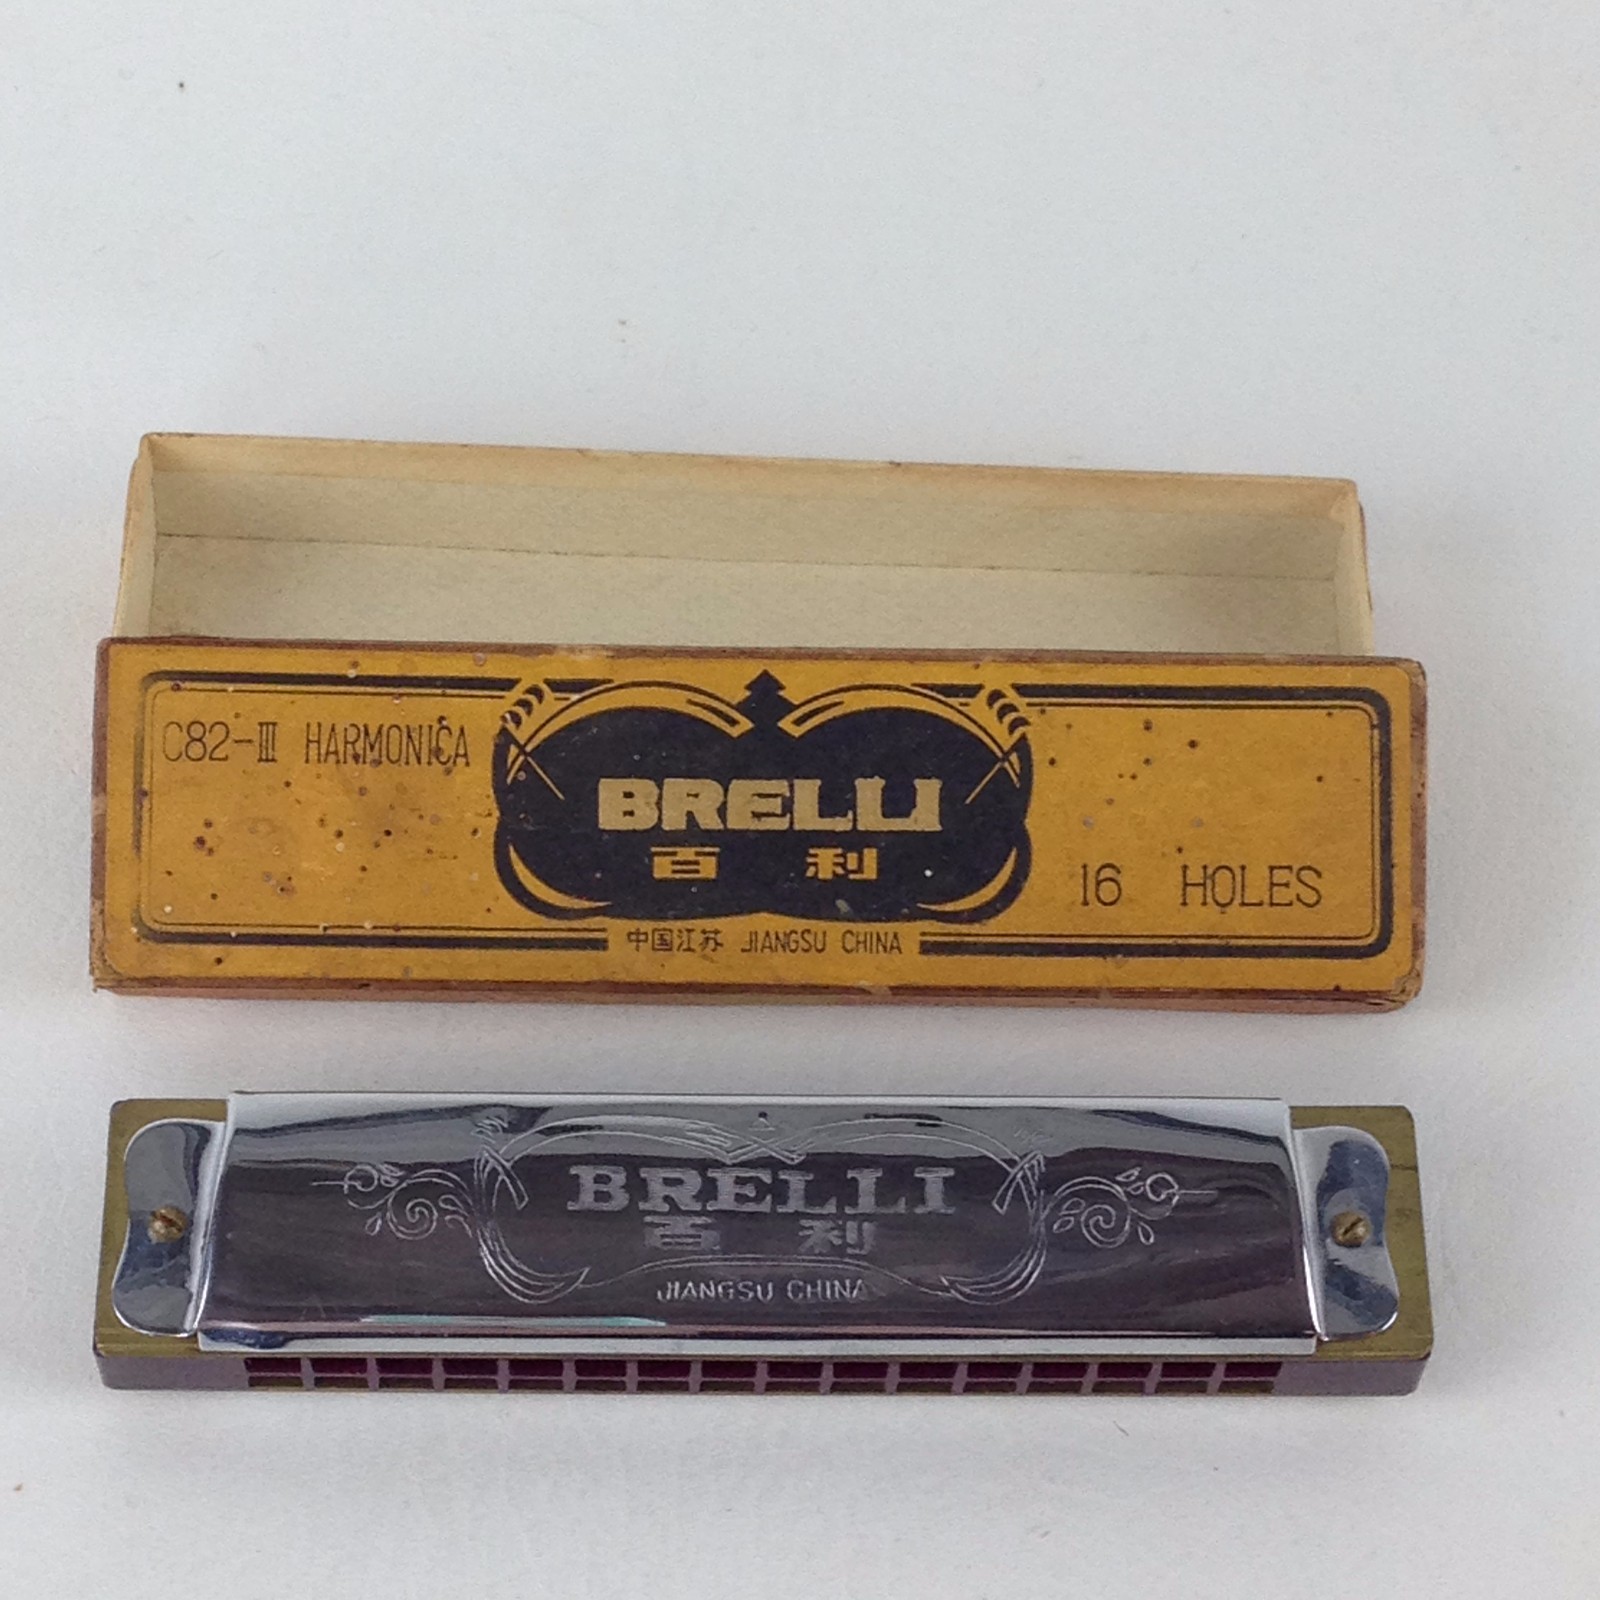 C82-Ⅲ HARMONICA
BRELLI
百利
16 HOLES
中国江苏 JIANGSU CHINA
BRELLI
百利
JIANGSU CHINA